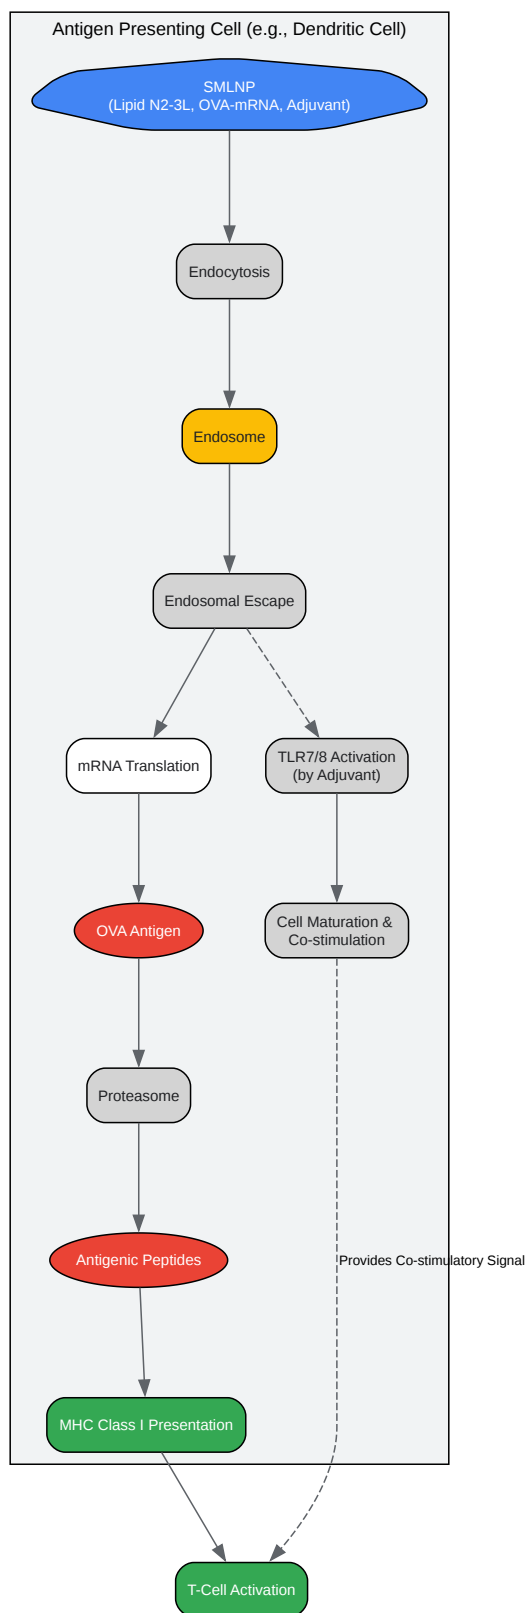 Antigen Presenting Cell (e.g., Dendritic Cell)
SMLNP
(Lipid N2-3L, OVA-mRNA, Adjuvant)
Endocytosis
Endosome
Endosomal Escape
mRNA Translation
TLR7/8 Activation
(by Adjuvant)
OVA Antigen
Cell Maturation &
Co-stimulation
Proteasome
Antigenic Peptides
Provides Co-stimulatory Signal
MHC Class I Presentation
T-Cell Activation